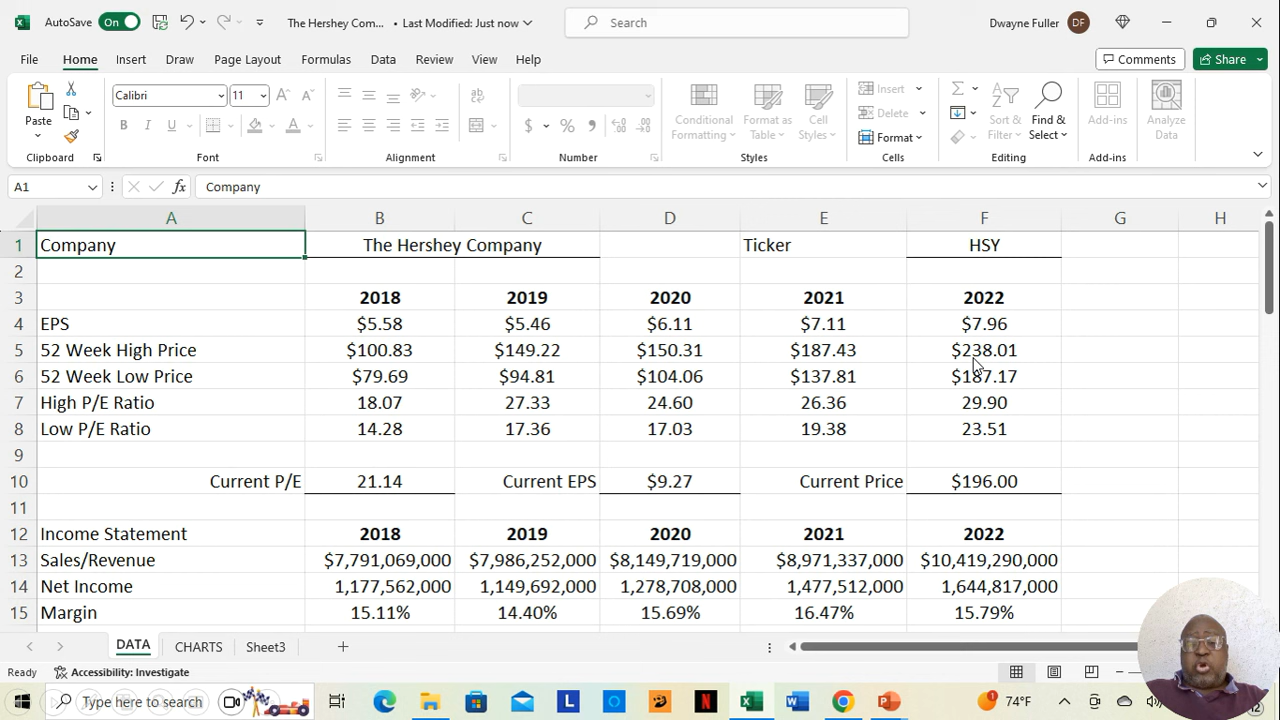 AutoSave On The Hershey Com... • Last Modified: Just now Search Dwayne Fuller DF
File Home Insert Draw Page Layout Formulas Data Review View Help Comments Share
Paste Calibri 11 Insert Delete Format
B I U $ % Conditional Formatting Format as Table Cell Styles Sort & Filter Find & Select Add-ins Analyze Data
Clipboard Font Alignment Number Styles Cells Editing Add-ins
A1 fx Company
A B C D E F G H
1 Company The Hershey Company Ticker HSY
2
3 2018 2019 2020 2021 2022
4 EPS $5.58 $5.46 $6.11 $7.11 $7.96
5 52 Week High Price $100.83 $149.22 $150.31 $187.43 $238.01
6 52 Week Low Price $79.69 $94.81 $104.06 $137.81 $187.17
7 High P/E Ratio 18.07 27.33 24.60 26.36 29.90
8 Low P/E Ratio 14.28 17.36 17.03 19.38 23.51
9
10 Current P/E 21.14 Current EPS $9.27 Current Price $196.00
11
12 Income Statement 2018 2019 2020 2021 2022
13 Sales/Revenue $7,791,069,000 $7,986,252,000 $8,149,719,000 $8,971,337,000 $10,419,290,000
14 Net Income 1,177,562,000 1,149,692,000 1,278,708,000 1,477,512,000 1,644,817,000
15 Margin 15.11% 14.40% 15.69% 16.47% 15.79%
DATA CHARTS Sheet3
Ready Accessibility: Investigate
Type here to search 74°F